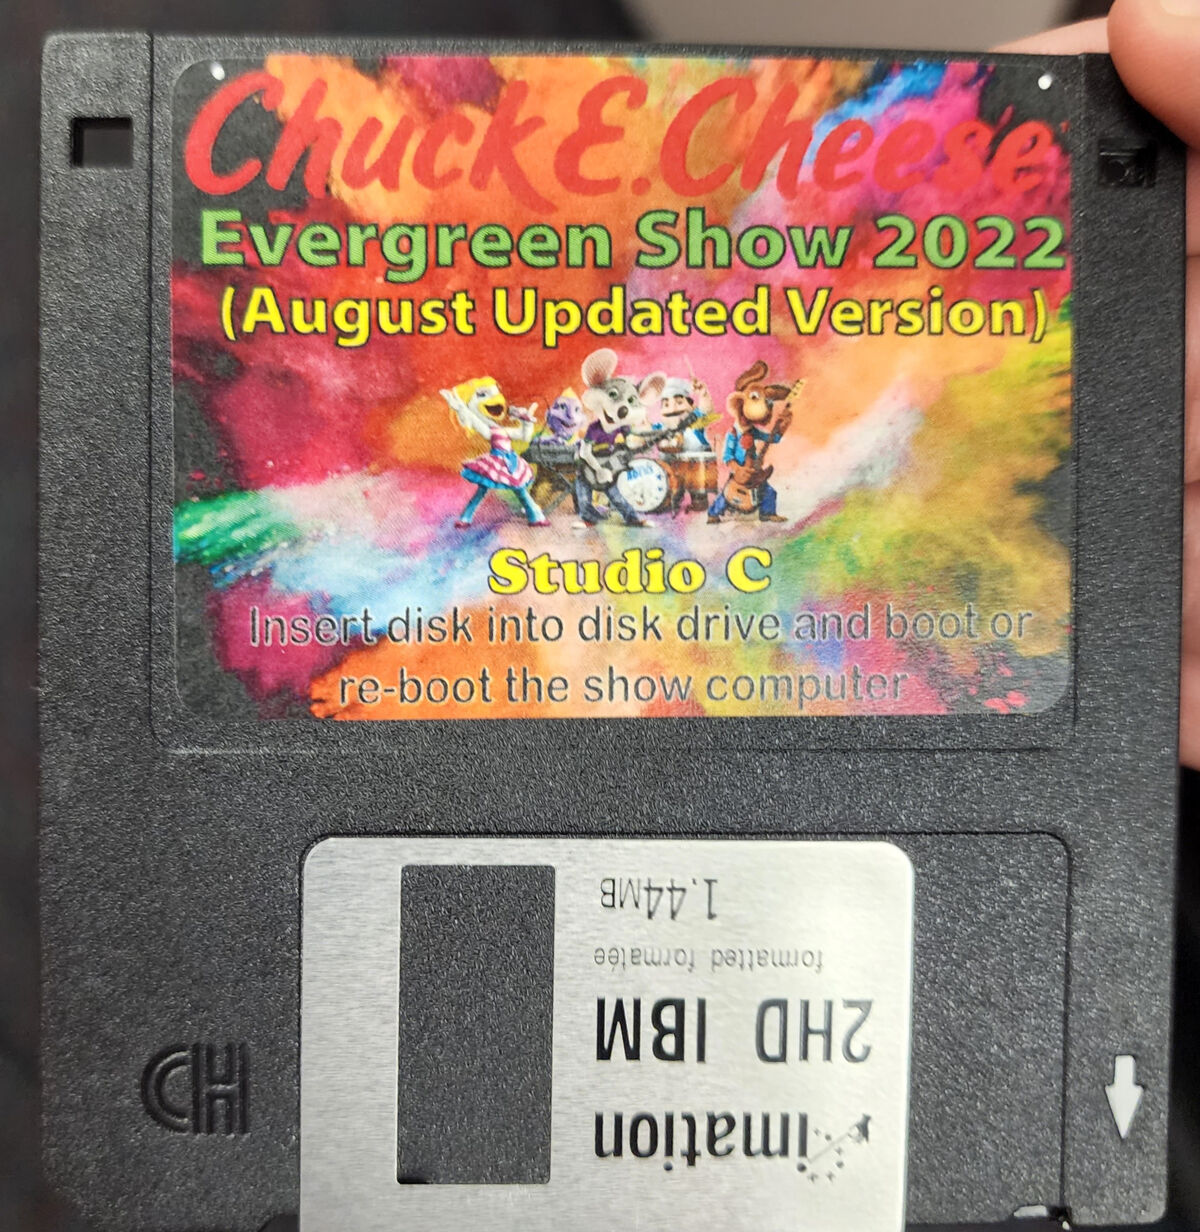 Chuck E. Cheese
Evergreen Show 2022
(August Updated Version)
Studio C
Insert disk into disk drive and boot or
re-boot the show computer
1.44MB
formatted formatée
2HD IBM
imation
HD